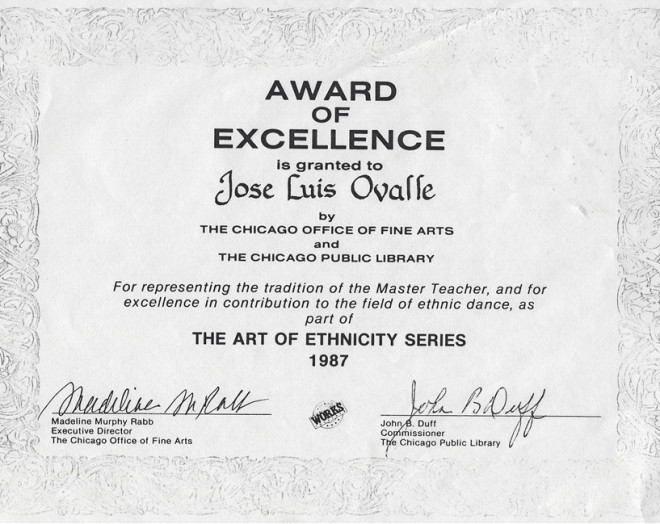 AWARD
OF
EXCELLENCE
is granted to
Jose Luis Ovalle
by
THE CHICAGO OFFICE OF FINE ARTS
and
THE CHICAGO PUBLIC LIBRARY
For representing the tradition of the Master Teacher, and for
excellence in contribution to the field of ethnic dance, as
part of
THE ART OF ETHNICITY SERIES
1987
Madeline M Rabb
Madeline Murphy Rabb
Executive Director
The Chicago Office of Fine Arts
WORKS
John B Duff
John B. Duff
Commissioner
The Chicago Public Library